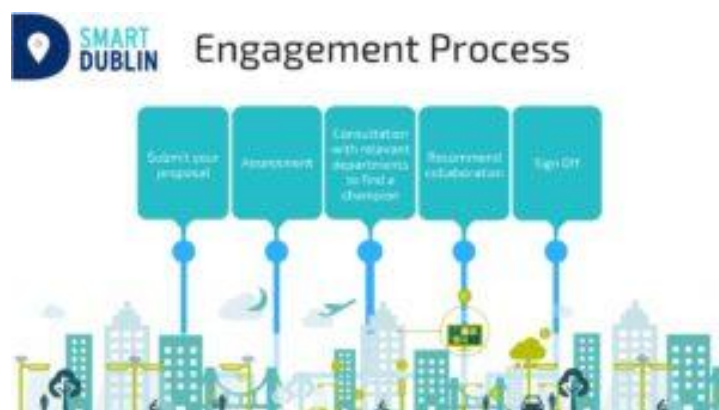 SMART
DUBLIN
Engagement Process
Submit your
proposal
Assessment
Consultation
with relevant
departments
to find a
champion
Recommend
collaboration
Sign Off